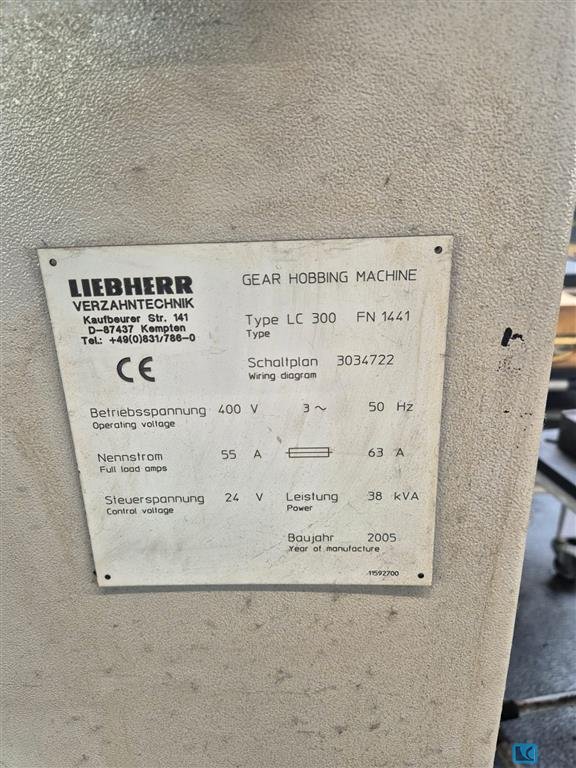 LIEBHERR
VERZAHNTECHNIK
Kaufbeurer Str. 141
D-87437 Kempten
Tel.: +49(0)831/786-0
CE
GEAR HOBBING MACHINE
Type LC 300 FN 1441
Type
Schaltplan 3034722
Wiring diagram
Betriebsspannung 400 V 3 ~ 50 Hz
Operating voltage
Nennstrom 55 A 63 A
Full load amps
Steuerspannung 24 V Leistung 38 kVA
Control voltage Power
Baujahr 2005
Year of manufacture
11592700